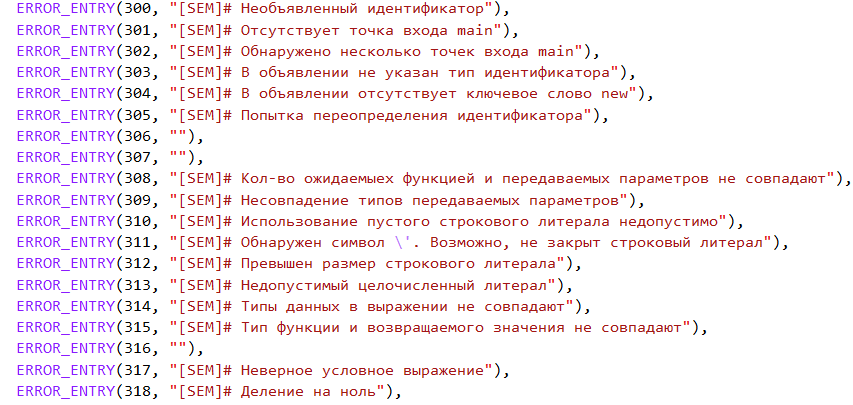 ERROR_ENTRY(300, "[SEM]# Необъявленный идентификатор"),
ERROR_ENTRY(301, "[SEM]# Отсутствует точка входа main"),
ERROR_ENTRY(302, "[SEM]# Обнаружено несколько точек входа main"),
ERROR_ENTRY(303, "[SEM]# В объявлении не указан тип идентификатора"),
ERROR_ENTRY(304, "[SEM]# В объявлении отсутствует ключевое слово new"),
ERROR_ENTRY(305, "[SEM]# Попытка переопределения идентификатора"),
ERROR_ENTRY(306, ""),
ERROR_ENTRY(307, ""),
ERROR_ENTRY(308, "[SEM]# Кол-во ожидаемыех функцией и передаваемых параметров не совпадают"),
ERROR_ENTRY(309, "[SEM]# Несовпадение типов передаваемых параметров"),
ERROR_ENTRY(310, "[SEM]# Использование пустого строкового литерала недопустимо"),
ERROR_ENTRY(311, "[SEM]# Обнаружен символ \'. Возможно, не закрыт строковый литерал"),
ERROR_ENTRY(312, "[SEM]# Превышен размер строкового литерала"),
ERROR_ENTRY(313, "[SEM]# Недопустимый целочисленный литерал"),
ERROR_ENTRY(314, "[SEM]# Типы данных в выражении не совпадают"),
ERROR_ENTRY(315, "[SEM]# Тип функции и возвращаемого значения не совпадают"),
ERROR_ENTRY(316, ""),
ERROR_ENTRY(317, "[SEM]# Неверное условное выражение"),
ERROR_ENTRY(318, "[SEM]# Деление на ноль"),